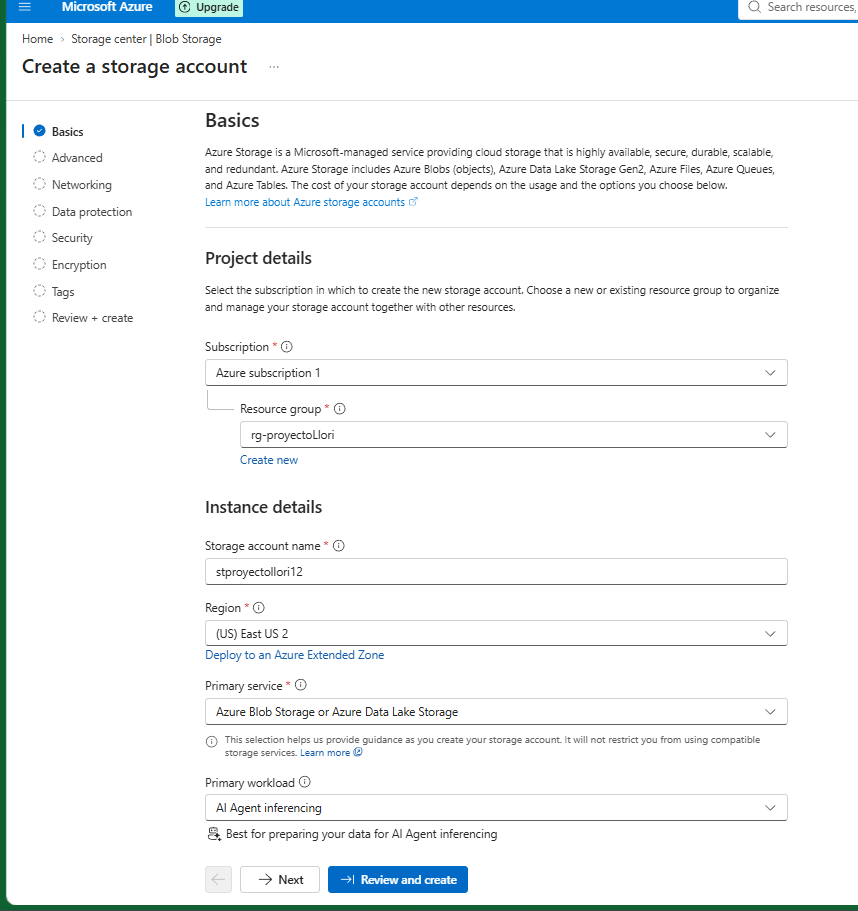 Microsoft Azure
Upgrade
Search resources,
Home > Storage center | Blob Storage
Create a storage account ...
Basics
Advanced
Networking
Data protection
Security
Encryption
Tags
Review + create
Basics
Azure Storage is a Microsoft-managed service providing cloud storage that is highly available, secure, durable, scalable,
and redundant. Azure Storage includes Azure Blobs (objects), Azure Data Lake Storage Gen2, Azure Files, Azure Queues,
and Azure Tables. The cost of your storage account depends on the usage and the options you choose below.
Learn more about Azure storage accounts
Project details
Select the subscription in which to create the new storage account. Choose a new or existing resource group to organize
and manage your storage account together with other resources.
Subscription *
Azure subscription 1
Resource group *
rg-proyectoLlori
Create new
Instance details
Storage account name *
stproyectollori12
Region *
(US) East US 2
Deploy to an Azure Extended Zone
Primary service *
Azure Blob Storage or Azure Data Lake Storage
This selection helps us provide guidance as you create your storage account. It will not restrict you from using compatible
storage services. Learn more
Primary workload
AI Agent inferencing
Best for preparing your data for AI Agent inferencing
Next
Review and create